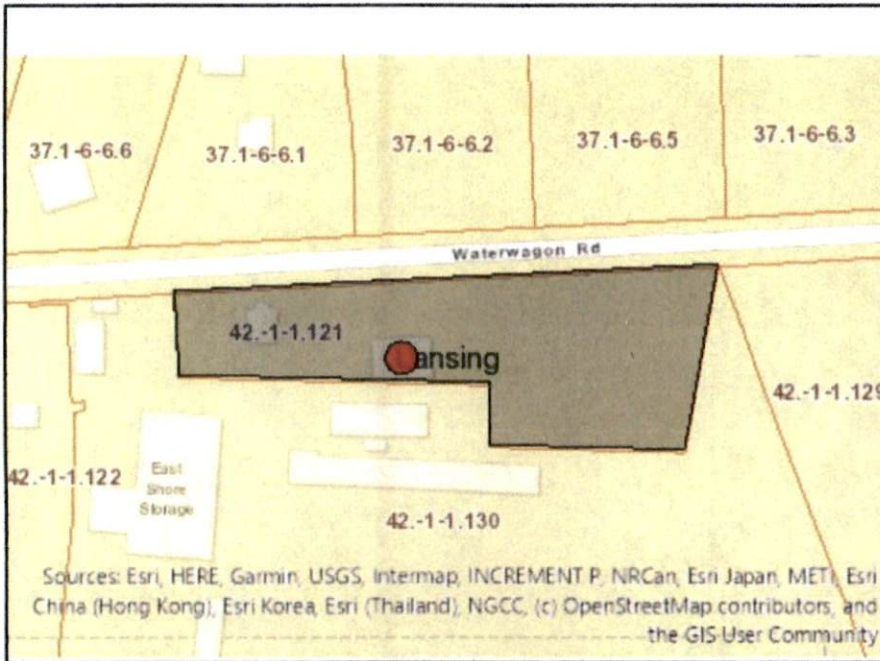 37.1-6-6.6
37.1-6-6.1
37.1-6-6.2
37.1-6-6.5
37.1-6-6.3
Waterwagon Rd
42.-1-1.121
ansing
42.-1-1.129
42.-1-1.122
East
Shore
Storage
42.-1-1.130
Sources: Esri, HERE, Garmin, USGS, Intermap, INCREMENT P, NRCan, Esri Japan, METI, Esri
China (Hong Kong), Esri Korea, Esri (Thailand), NGCC, (c) OpenStreetMap contributors, and
the GIS User Community